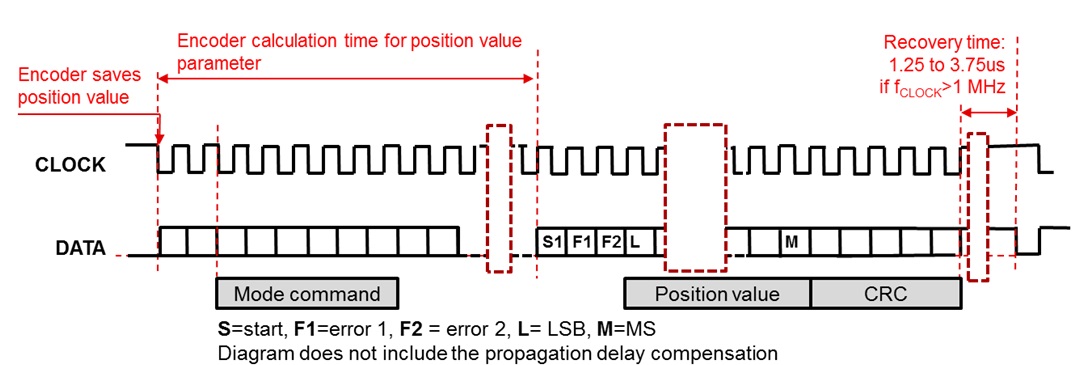 Encoder calculation time for position value
parameter
Recovery time:
1.25 to 3.75us
if fCLOCK>1 MHz
Encoder saves
position value
CLOCK
DATA
S1 F1 F2 L M
Mode command
Position value
CRC
S=start, F1=error 1, F2 = error 2, L= LSB, M=MS
Diagram does not include the propagation delay compensation